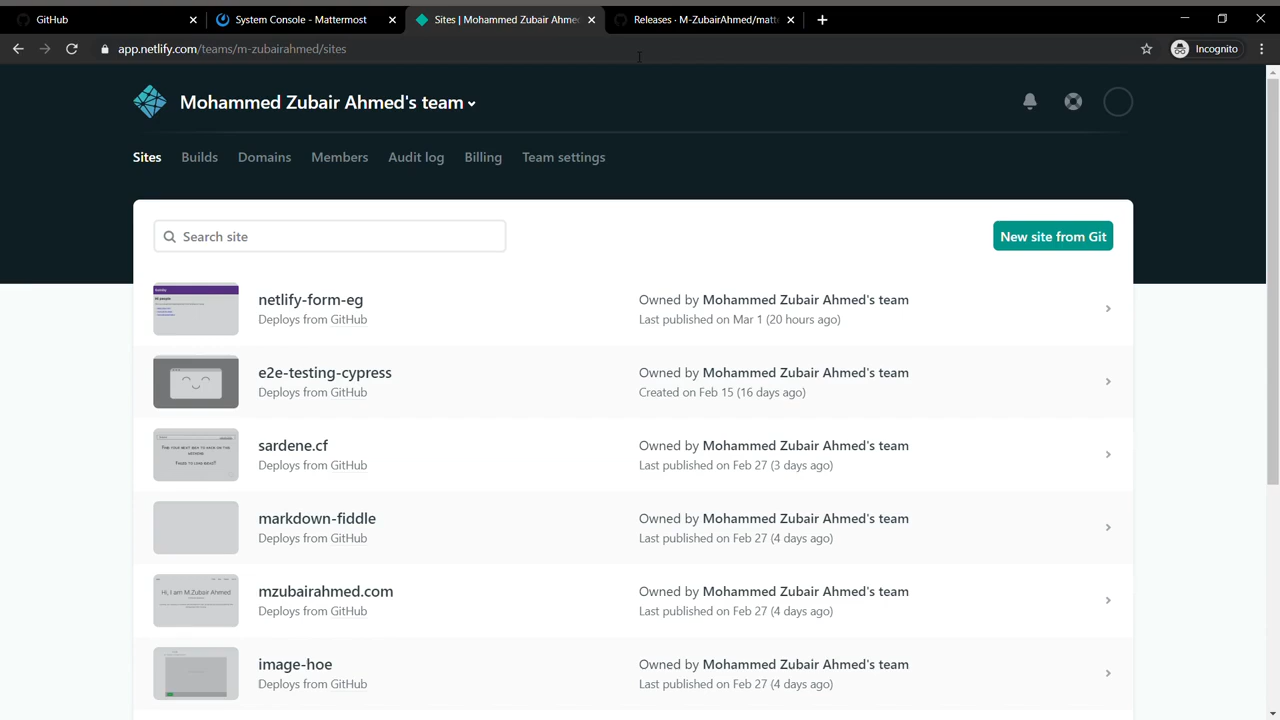 GitHub
System Console - Mattermost
Sites | Mohammed Zubair Ahme
Releases · M-ZubairAhmed/matt
app.netlify.com/teams/m-zubairahmed/sites
Incognito
Mohammed Zubair Ahmed's team
Sites Builds Domains Members Audit log Billing Team settings
Search site
New site from Git
netlify-form-eg
Deploys from GitHub
Owned by Mohammed Zubair Ahmed's team
Last published on Mar 1 (20 hours ago)
e2e-testing-cypress
Deploys from GitHub
Owned by Mohammed Zubair Ahmed's team
Created on Feb 15 (16 days ago)
sardene.cf
Deploys from GitHub
Owned by Mohammed Zubair Ahmed's team
Last published on Feb 27 (3 days ago)
markdown-fiddle
Deploys from GitHub
Owned by Mohammed Zubair Ahmed's team
Last published on Feb 27 (4 days ago)
Hi, I am M.Zubair Ahmed
mzubairahmed.com
Deploys from GitHub
Owned by Mohammed Zubair Ahmed's team
Last published on Feb 27 (4 days ago)
image-hoe
Deploys from GitHub
Owned by Mohammed Zubair Ahmed's team
Last published on Feb 27 (4 days ago)